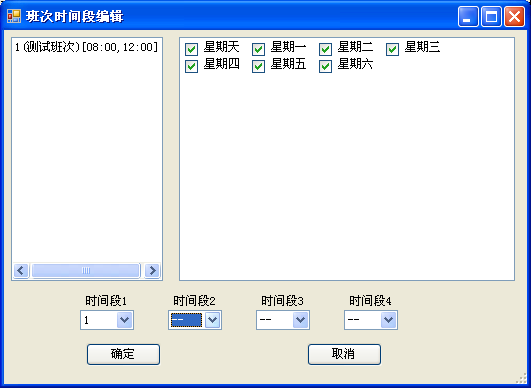 班次时间段编辑
1(测试班次)[08:00,12:00]
星期天 星期一 星期二 星期三
星期四 星期五 星期六
时间段1 时间段2 时间段3 时间段4
1 -- -- --
确定 取消